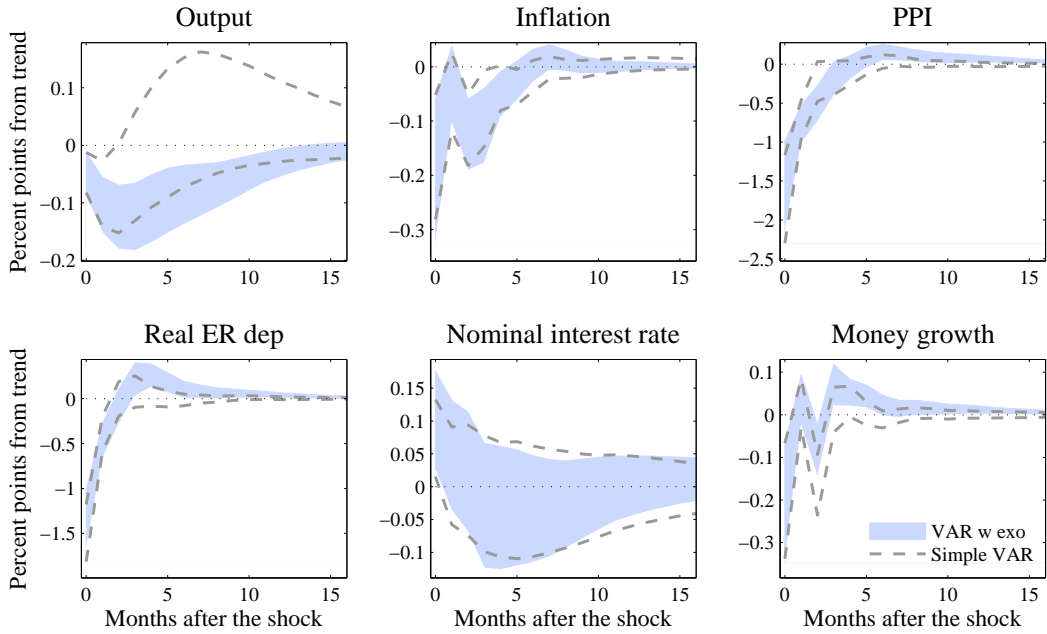 Output
Inflation
PPI
Percent points from trend
0.1
0
−0.1
−0.2
0 5 10 15
0
−0.1
−0.2
−0.3
0 5 10 15
0
−0.5
−1
−1.5
−2
−2.5
0 5 10 15
Real ER dep
Nominal interest rate
Money growth
Percent points from trend
0
−0.5
−1
−1.5
0 5 10 15
Months after the shock
0.15
0.1
0.05
0
−0.05
−0.1
0 5 10 15
Months after the shock
0.1
0
−0.1
−0.2
−0.3
VAR w exo
Simple VAR
0 5 10 15
Months after the shock